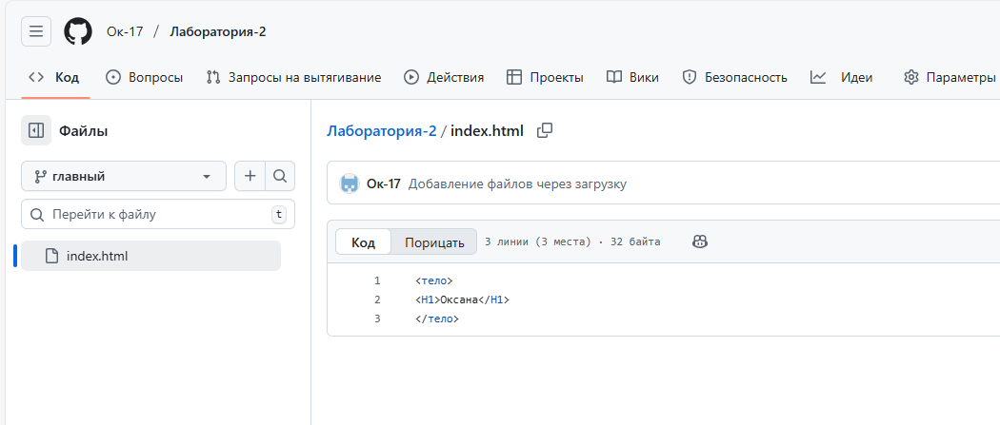 Ок-17 / Лаборатория-2
Код Вопросы Запросы на вытягивание Действия Проекты Вики Безопасность Идеи Параметры
Файлы
главный
Перейти к файлу t
index.html
Лаборатория-2 / index.html
Ок-17 Добавление файлов через загрузку
Код Порицать 3 линии (3 места) · 32 байта
1 <тело>
2 <H1>Оксана</H1>
3 </тело>